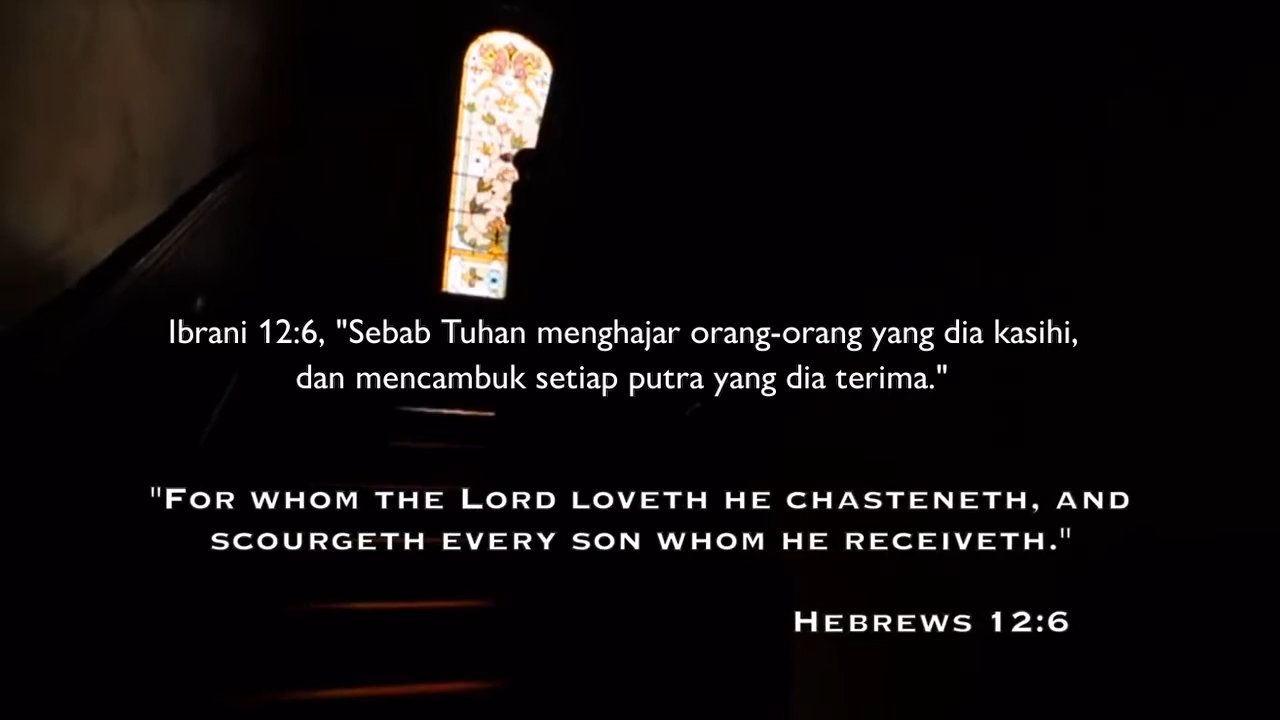 Ibrani 12:6, "Sebab Tuhan menghajar orang-orang yang dia kasihi,
dan mencambuk setiap putra yang dia terima."
"For whom the Lord loveth he chasteneth, and
scourgeth every son whom he receiveth."
Hebrews 12:6